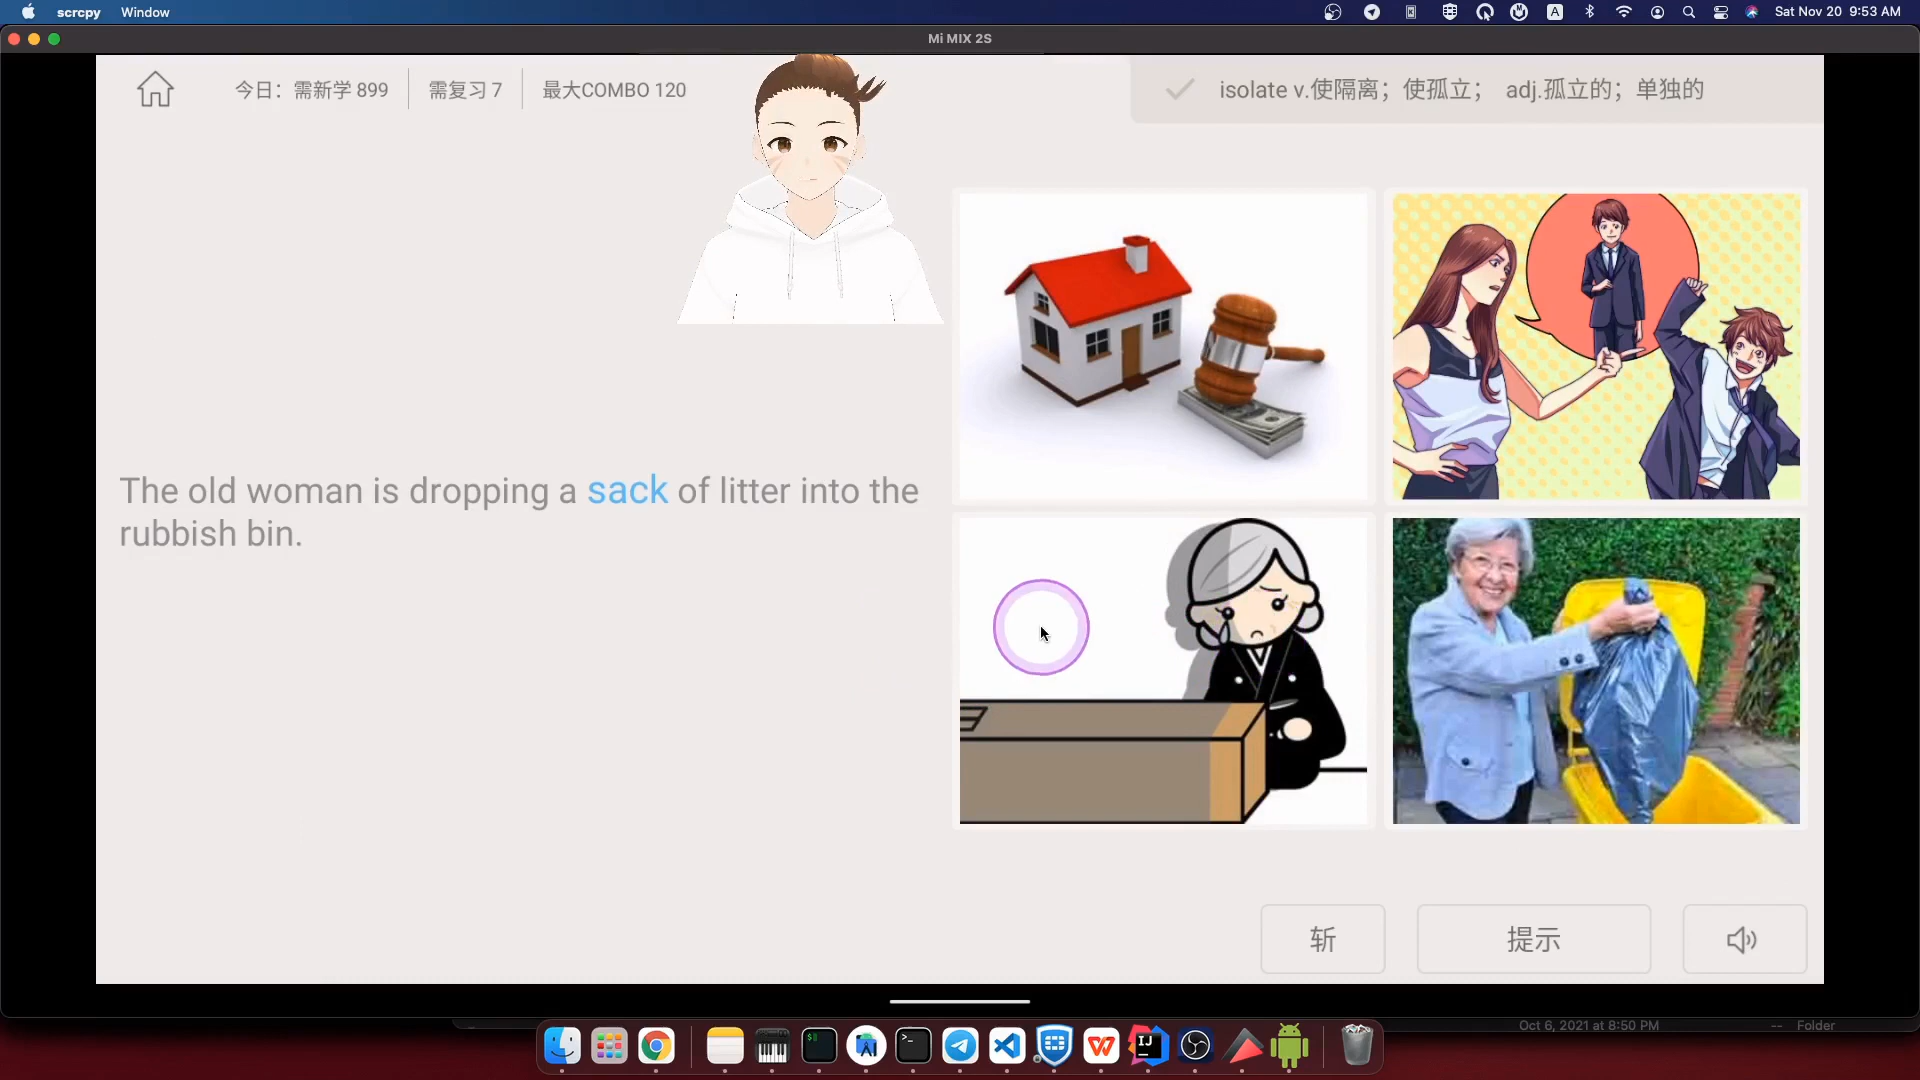 scrcpy Window
Sat Nov 20 9:53 AM
Mi MIX 2S
今日：需新学 899
需复习 7
最大COMBO 120
isolate v.使隔离；使孤立； adj.孤立的；单独的
The old woman is dropping a sack of litter into the
rubbish bin.
斩
提示
Oct 6, 2021 at 8:50 PM -- Folder